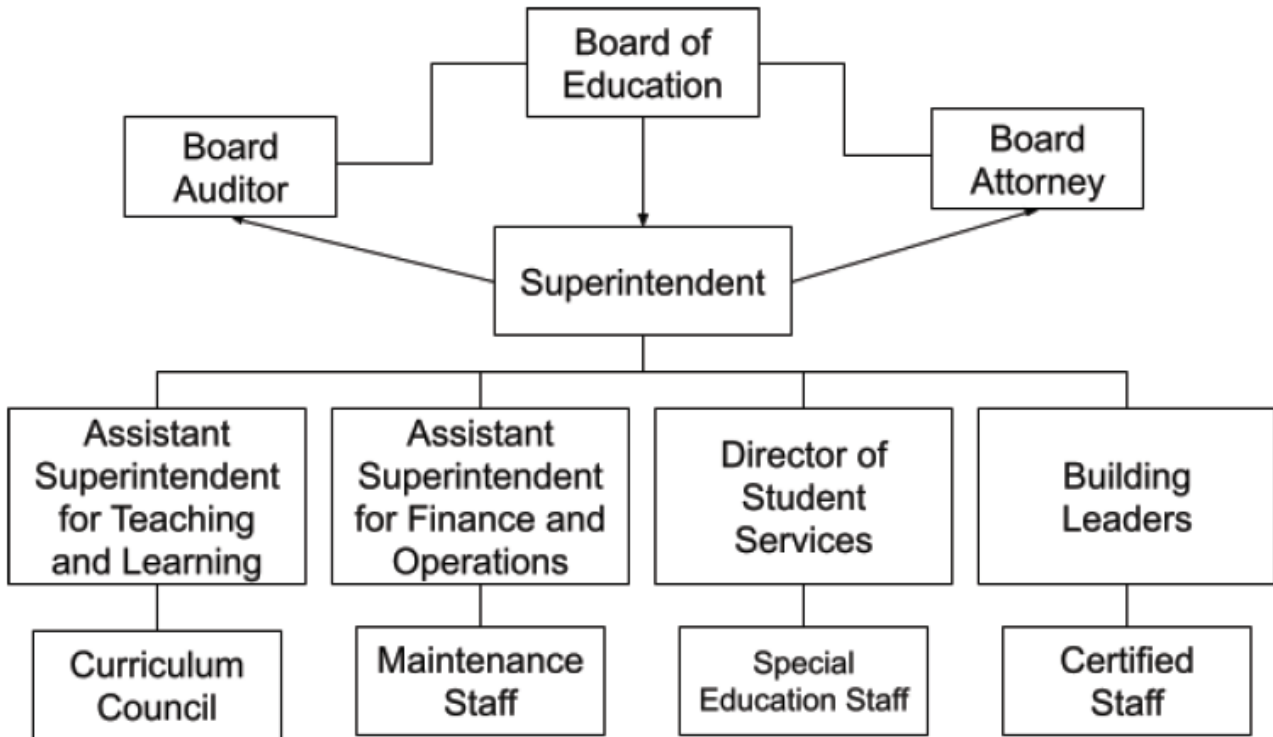 Board of
Education
Board
Auditor
Board
Attorney
Superintendent
Assistant
Superintendent
for Teaching
and Learning
Assistant
Superintendent
for Finance and
Operations
Director of
Student
Services
Building
Leaders
Curriculum
Council
Maintenance
Staff
Special
Education Staff
Certified
Staff